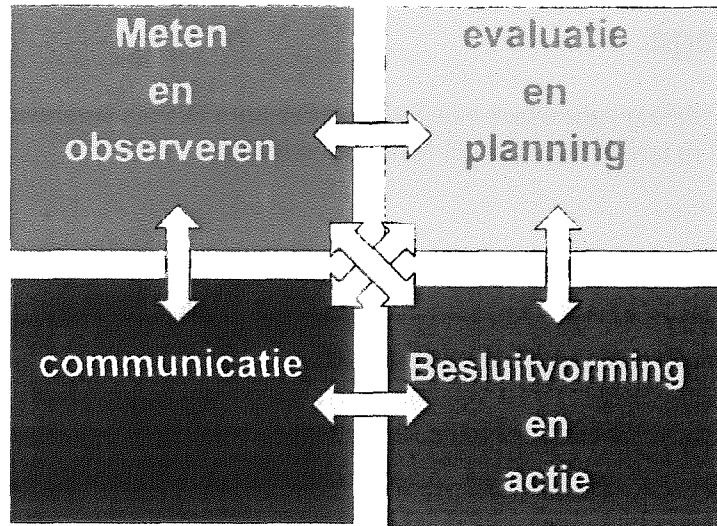 Meten
en
observeren
evaluatie
en
planning
communicatie
Besluitvorming
en
actie